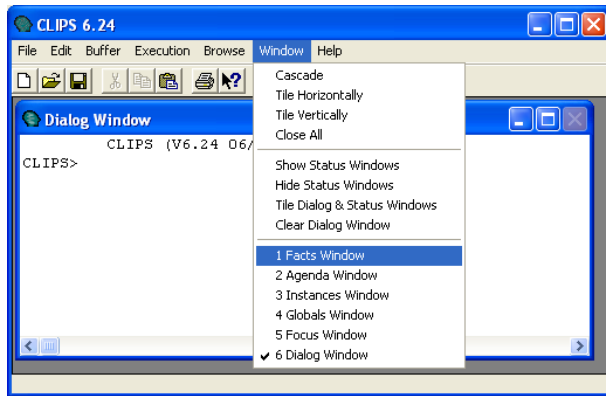 CLIPS 6.24
File Edit Buffer Execution Browse Window Help
Cascade
Tile Horizontally
Tile Vertically
Close All
Show Status Windows
Hide Status Windows
Tile Dialog & Status Windows
Clear Dialog Window
1 Facts Window
2 Agenda Window
3 Instances Window
4 Globals Window
5 Focus Window
6 Dialog Window
Dialog Window
CLIPS (V6.24 06/
CLIPS>